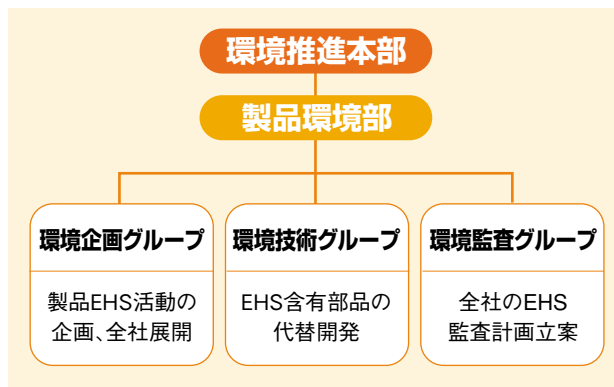 環境推進本部
製品環境部
環境企画グループ
製品EHS活動の
企画、全社展開
環境技術グループ
EHS含有部品の
代替開発
環境監査グループ
全社のEHS
監査計画立案